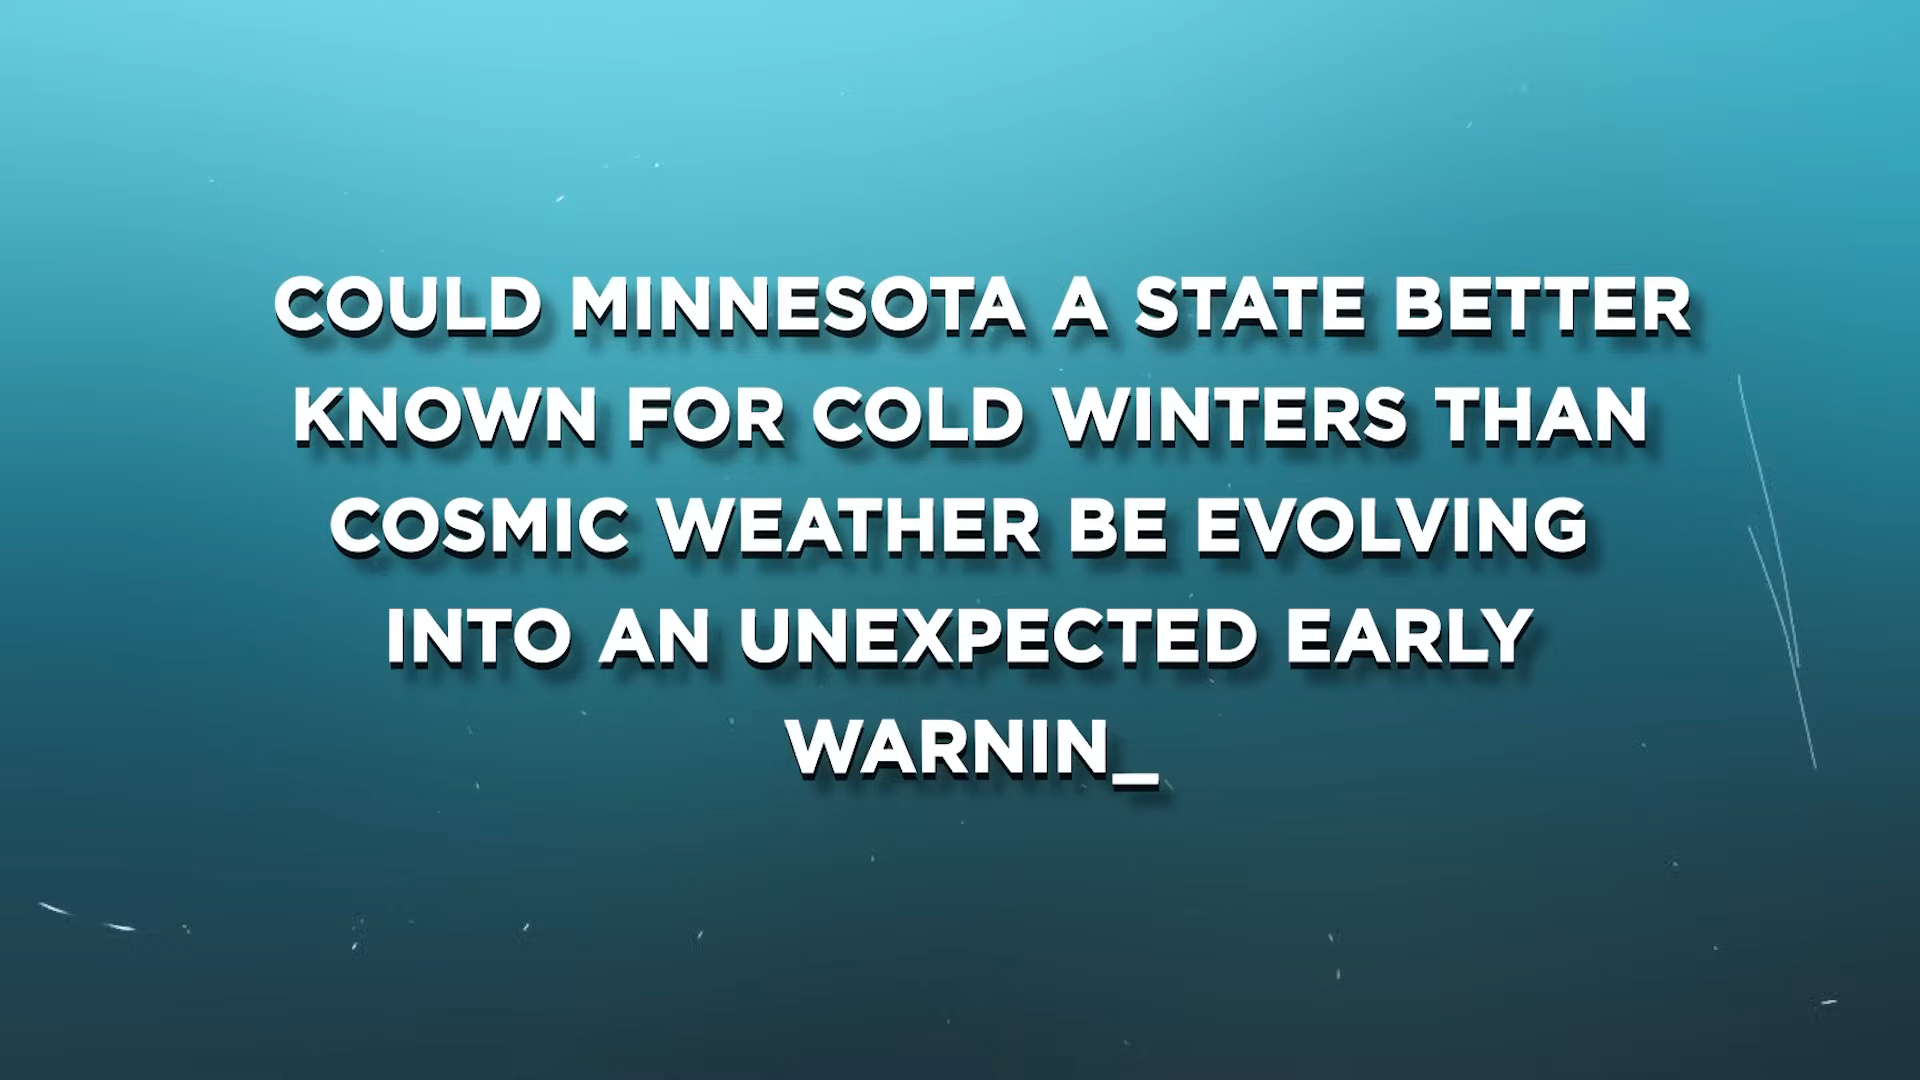 COULD MINNESOTA A STATE BETTER
KNOWN FOR COLD WINTERS THAN
COSMIC WEATHER BE EVOLVING
INTO AN UNEXPECTED EARLY
WARNIN_